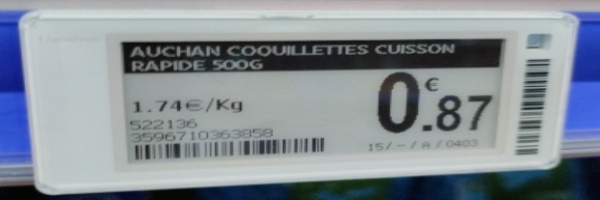 AUCHAN COQUILLETTES CUISSON
RAPIDE 500G
1.74€/Kg
0.87 €
522136
3596710363858
15/-/A/0403